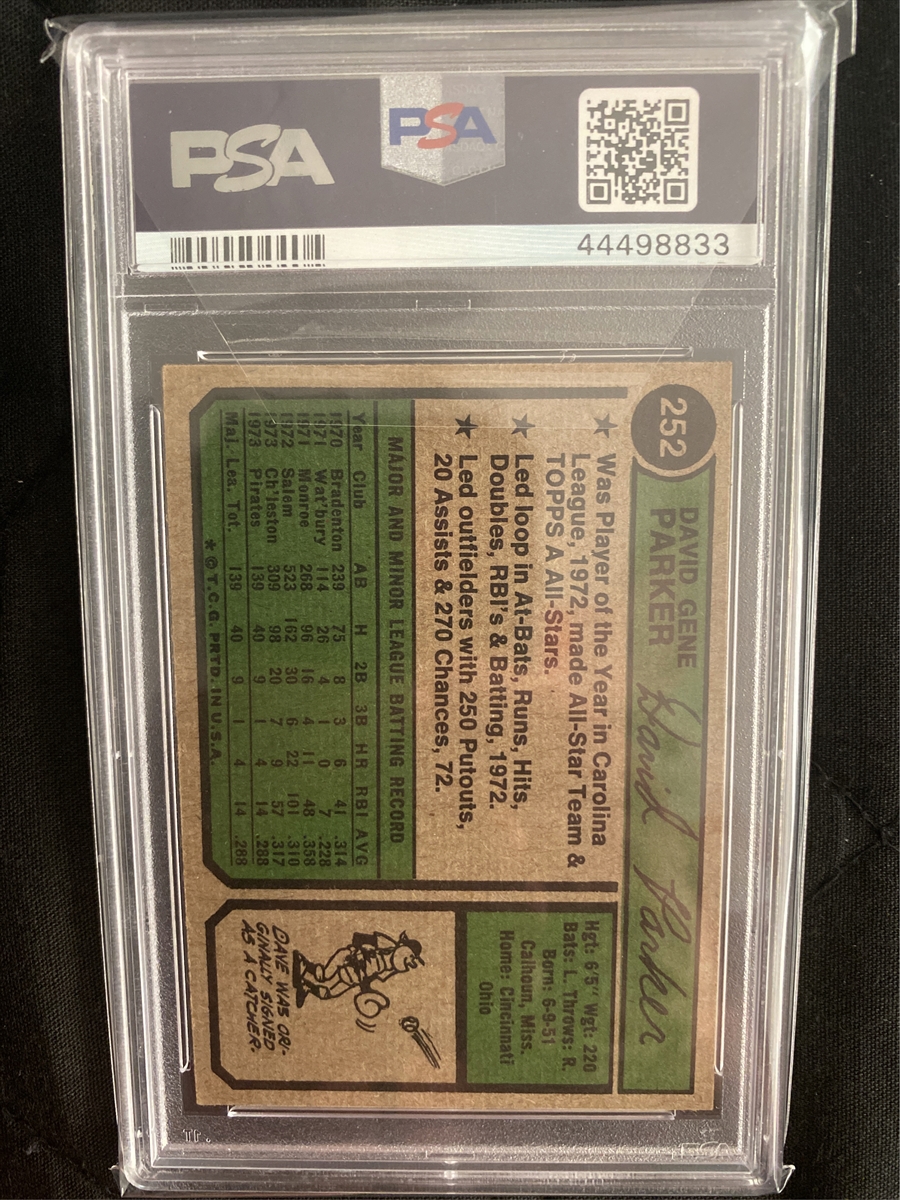 PSA
PSA
44498833
252
DAVID GENE
PARKER
David Parker
★ Was Player of the Year in Carolina
League, 1972, made All-Star Team &
TOPPS A All-Stars.
★ Led loop in At-Bats, Runs, Hits,
Doubles, RBI's & Batting, 1972.
★ Led outfielders with 250 Putouts,
20 Assists & 270 Chances, 72.
Hgt: 6'5" Wgt: 220
Bats: L. Throws: R.
Born: 6-9-51
Calhoun, Miss.
Home: Cincinnati
Ohio
MAJOR AND MINOR LEAGUE BATTING RECORD
Year Club AB H 2B 3B HR RBI AVG
1970 Bradenton 239 75 8 3 6 41 .314
1971 Wat'bury 114 26 4 1 0 7 .228
1971 Monroe 268 96 16 4 11 48 .358
1972 Salem 523 162 30 6 22 101 .310
1973 Ch'leston 309 98 20 7 9 57 .317
1973 Pirates 139 40 9 1 4 14 .288
Maj. Lea. Tot. 139 40 9 1 4 14 .288
* © T.C.G. PRTD. IN U.S.A.
DAVE WAS ORI-
GINALLY SIGNED
AS A CATCHER.